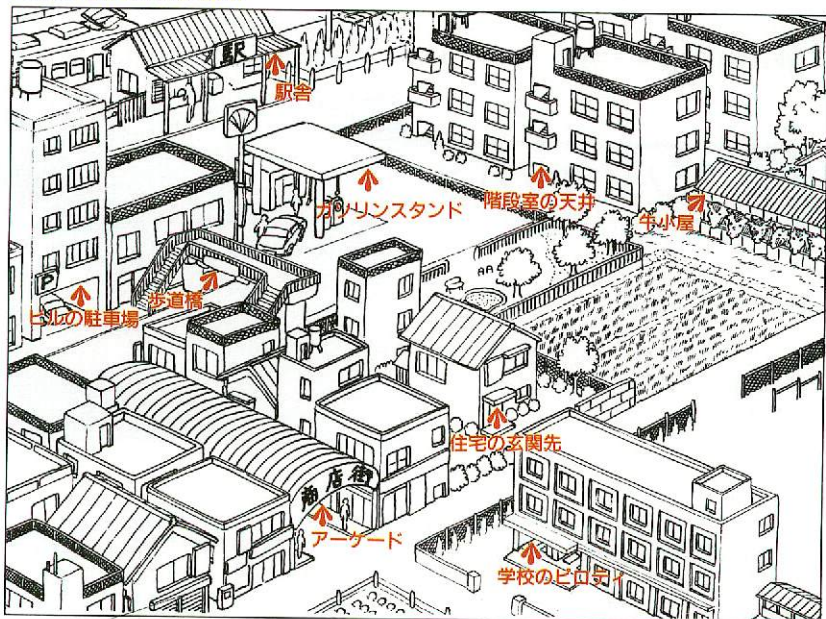 駅
駅舎
ガソリンスタンド
階段室の天井
牛小屋
P
歩道橋
ビルの駐車場
住宅の玄関先
商店街
アーケード
学校のピロティ